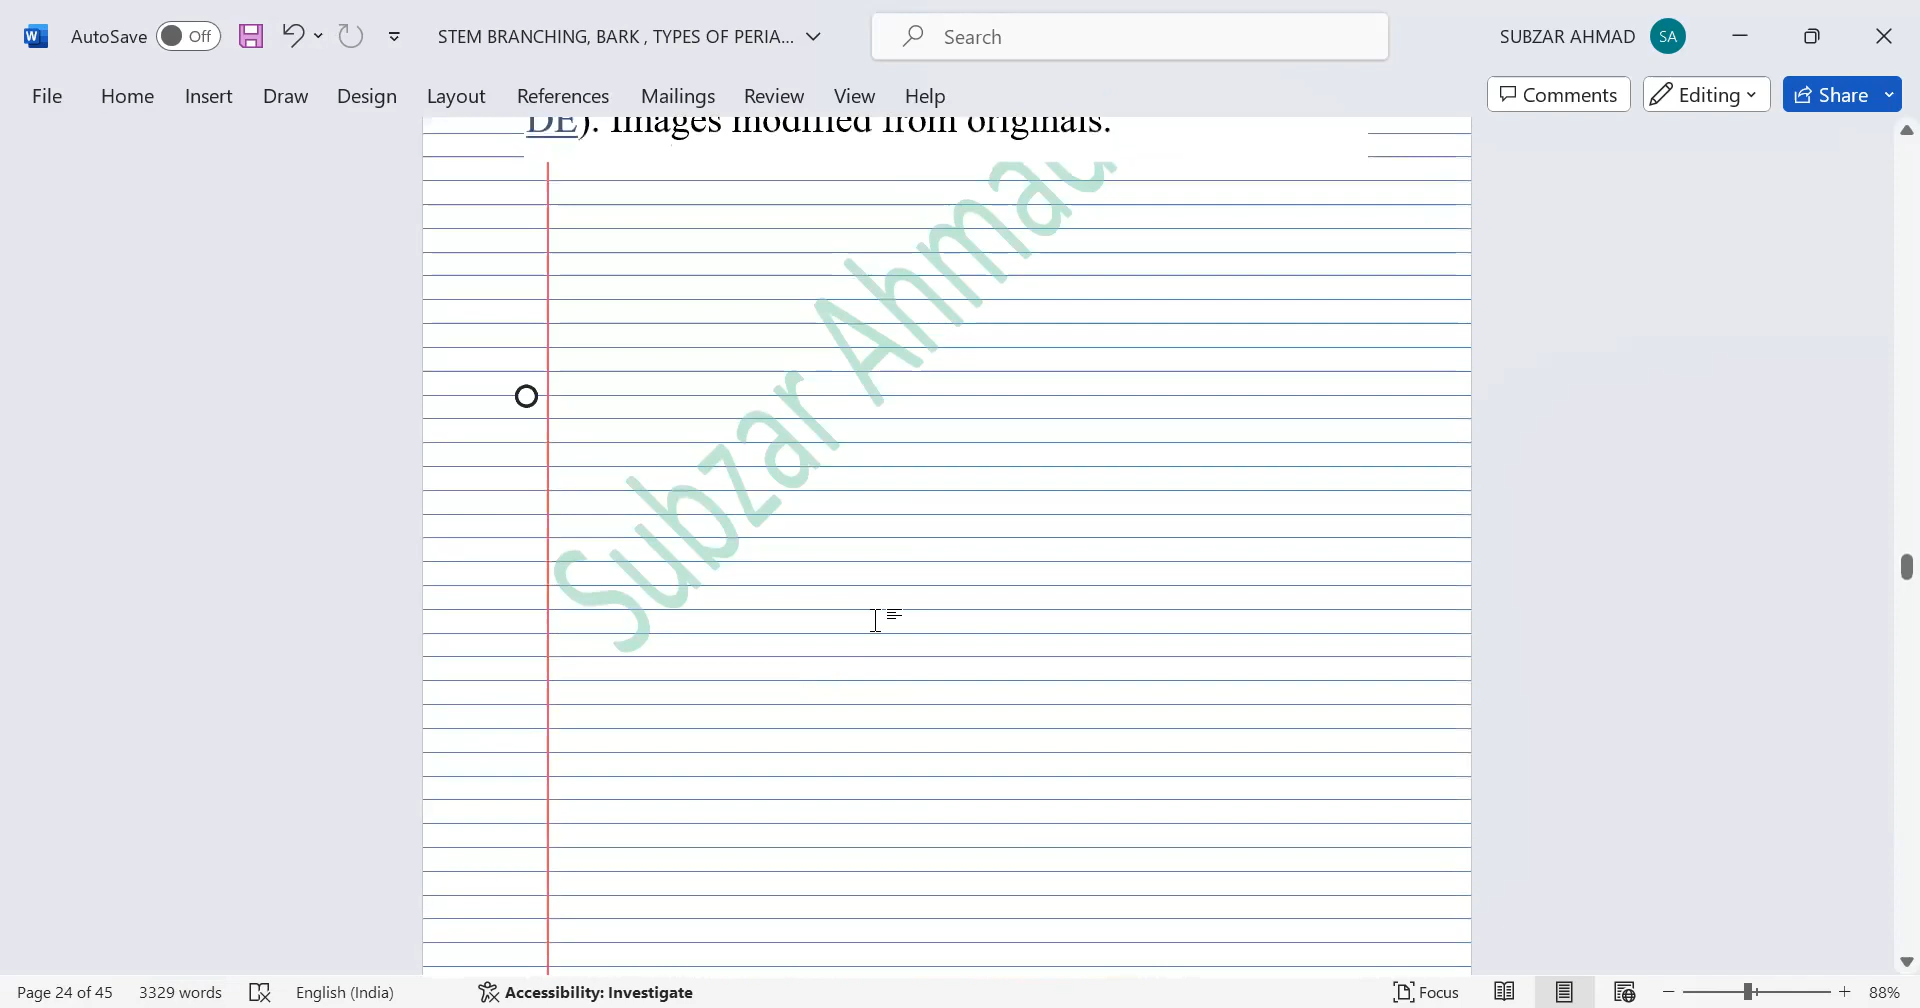 AutoSave Off STEM BRANCHING, BARK , TYPES OF PERIA... Search SUBZAR AHMAD SA
File Home Insert Draw Design Layout References Mailings Review View Help Comments Editing Share
DE). Images modified from originals.
Subzar Ahmad
Page 24 of 45 3329 words English (India) Accessibility: Investigate Focus 88%